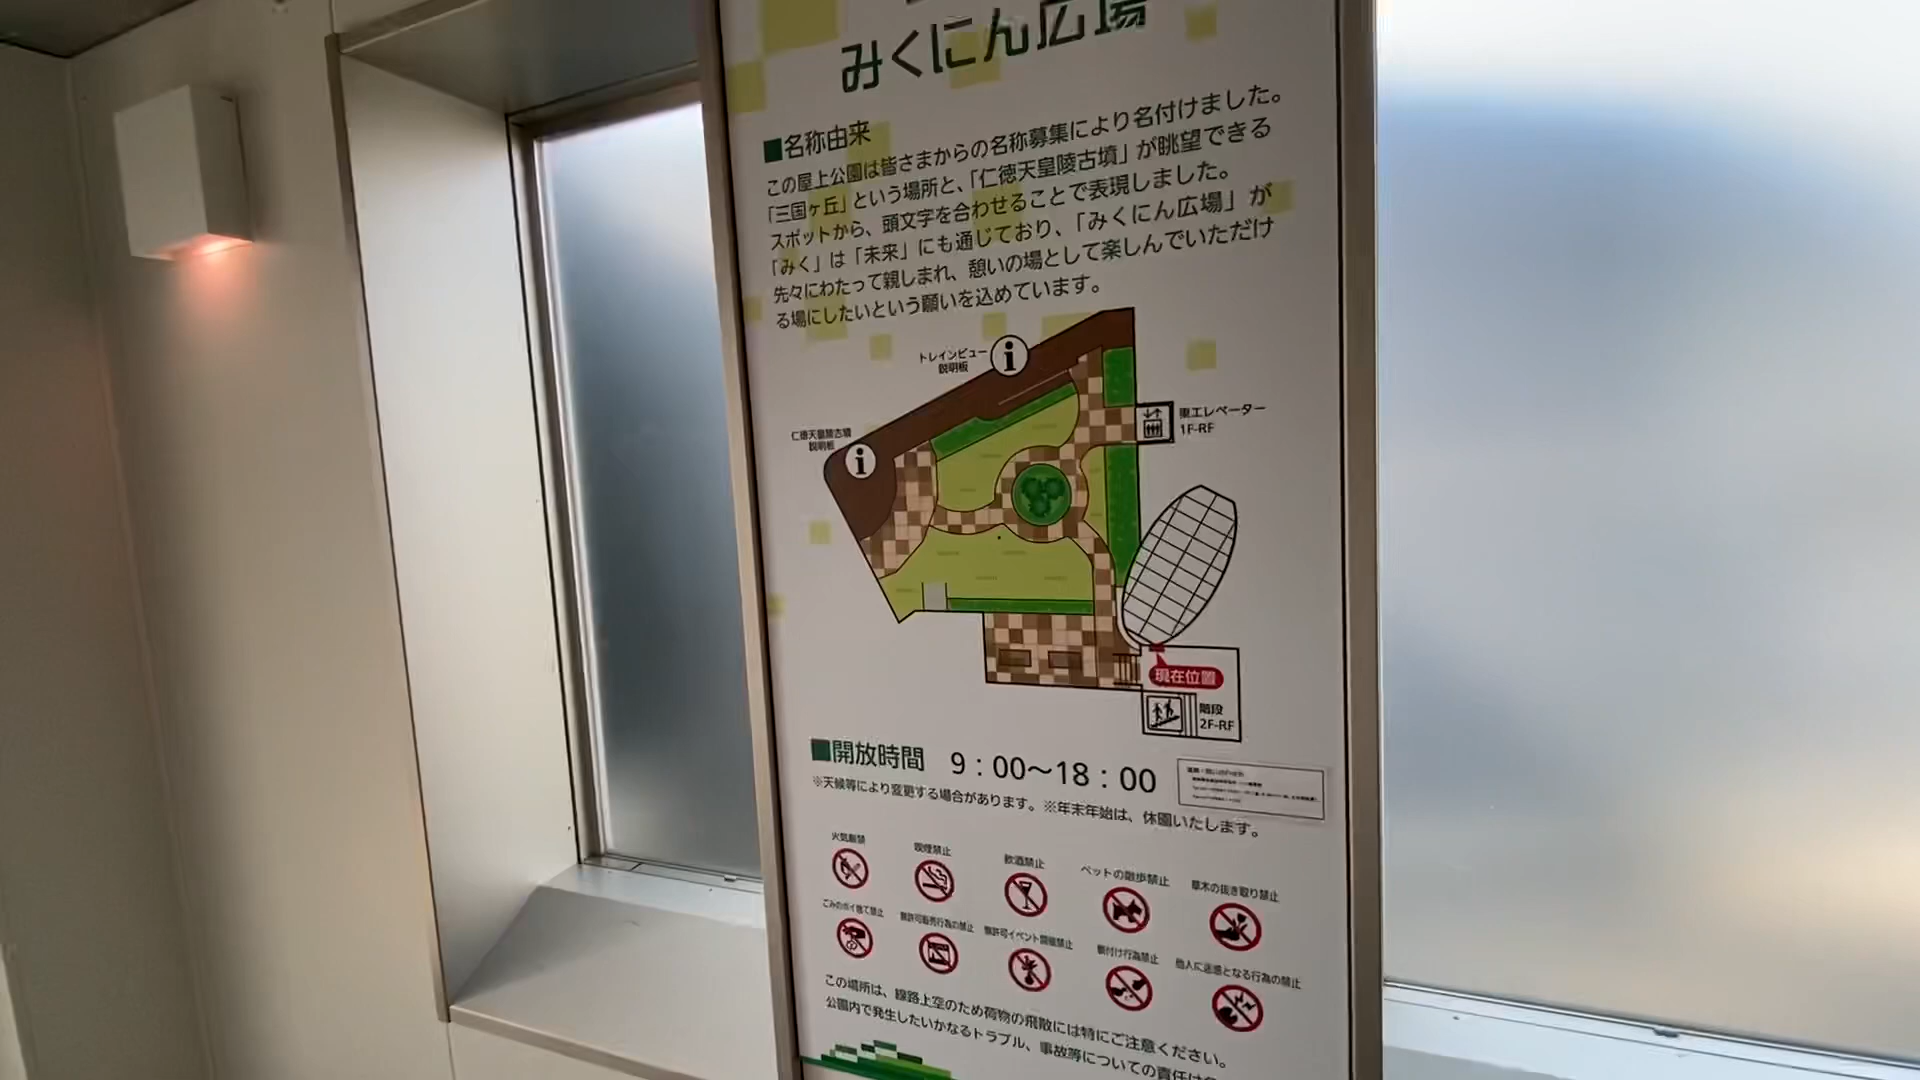 みくにん広場
■名称由来
この屋上公園は皆さまからの名称募集により名付けました。
「三国ヶ丘」という場所と、「仁徳天皇陵古墳」が眺望できる
スポットから、頭文字を合わせることで表現しました。
「みく」は「未来」にも通じており、「みくにん広場」が
先々にわたって親しまれ、憩いの場として楽しんでいただけ
る場にしたいという願いを込めています。
トレインビュー
説明板
仁徳天皇陵古墳
説明板
東エレベーター
1F-RF
現在位置
階段
2F-RF
■開放時間 9：00～18：00
※天候等により変更する場合があります。※年末年始は、休園いたします。
火気厳禁
喫煙禁止
飲酒禁止
ペットの散歩禁止
草木の抜き取り禁止
ごみのポイ捨て禁止
無許可販売行為の禁止
無許可イベント開催禁止
餌付け行為禁止
他人に迷惑となる行為の禁止
この場所は、線路上空のため荷物の飛散には特にご注意ください。
公園内で発生したいかなるトラブル、事故等についての責任は